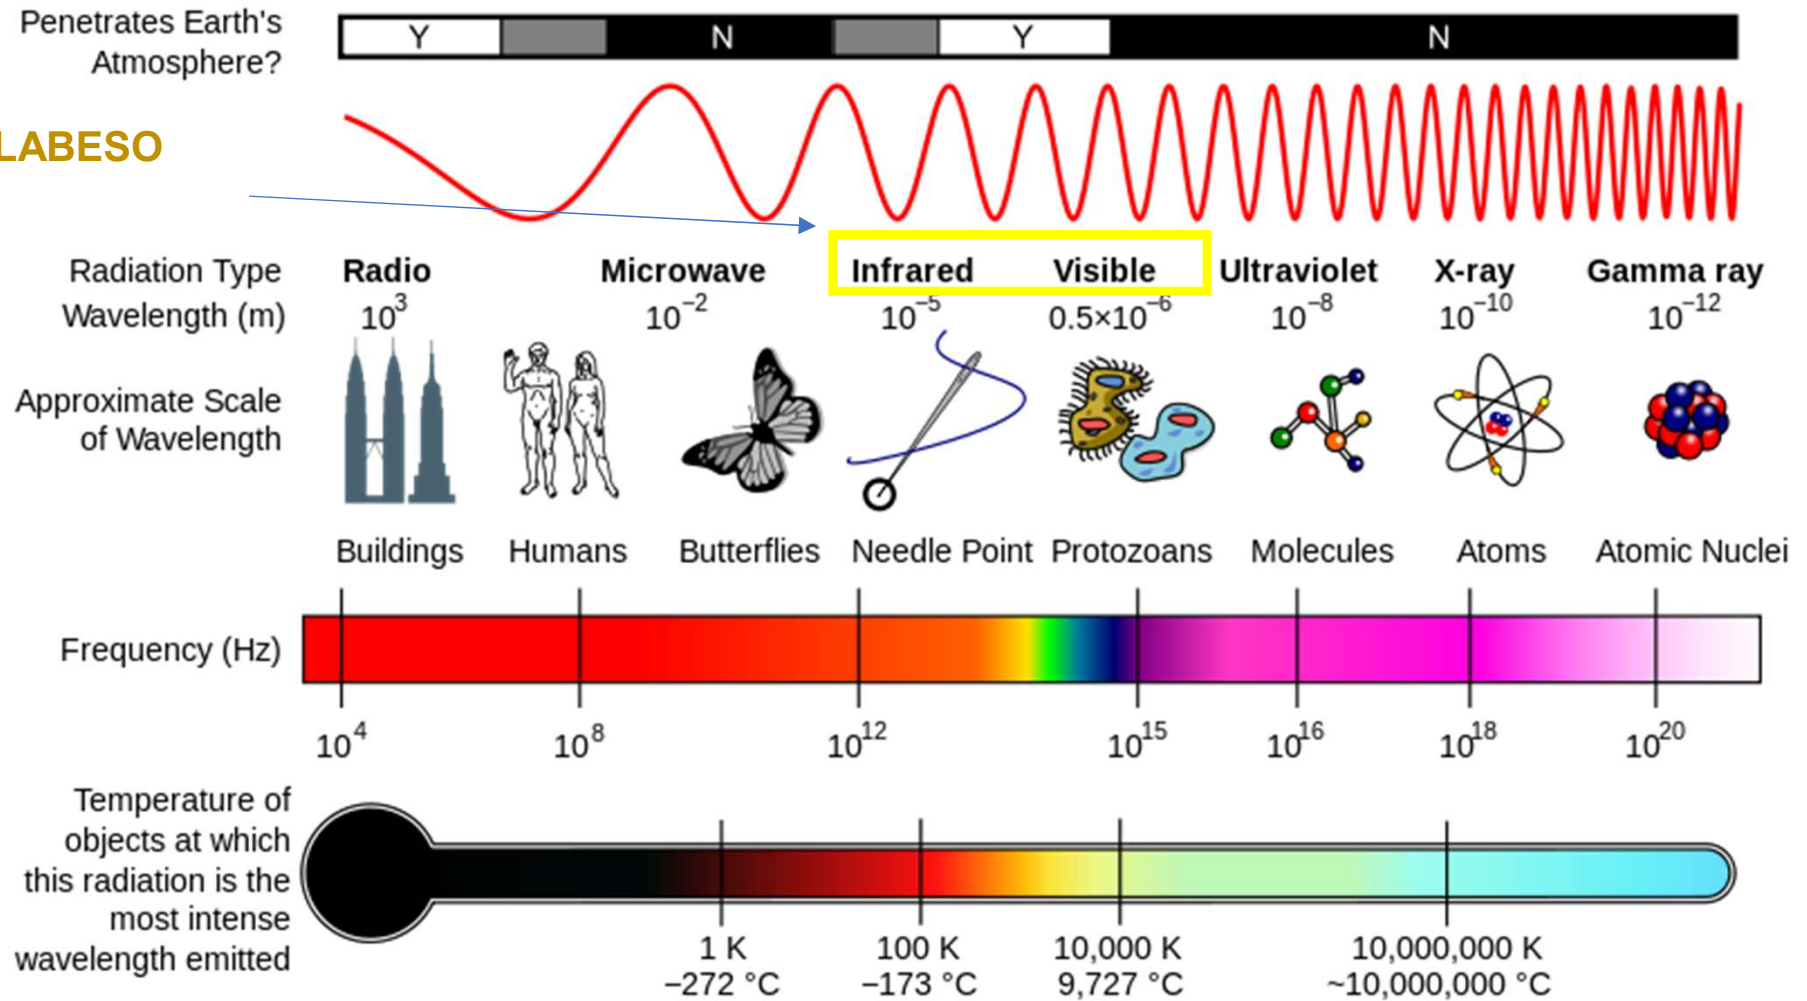 Penetrates Earth's
Atmosphere?
Y N Y N
LABESO
Radiation Type
Radio Microwave Infrared Visible Ultraviolet X-ray Gamma ray
Wavelength (m)
10³ 10⁻² 10⁻⁵ 0.5×10⁻⁶ 10⁻⁸ 10⁻¹⁰ 10⁻¹²
Approximate Scale
of Wavelength
Buildings Humans Butterflies Needle Point Protozoans Molecules Atoms Atomic Nuclei
Frequency (Hz)
10⁴ 10⁸ 10¹² 10¹⁵ 10¹⁶ 10¹⁸ 10²⁰
Temperature of
objects at which
this radiation is the
most intense
wavelength emitted
1 K 100 K 10,000 K 10,000,000 K
−272 °C −173 °C 9,727 °C ~10,000,000 °C